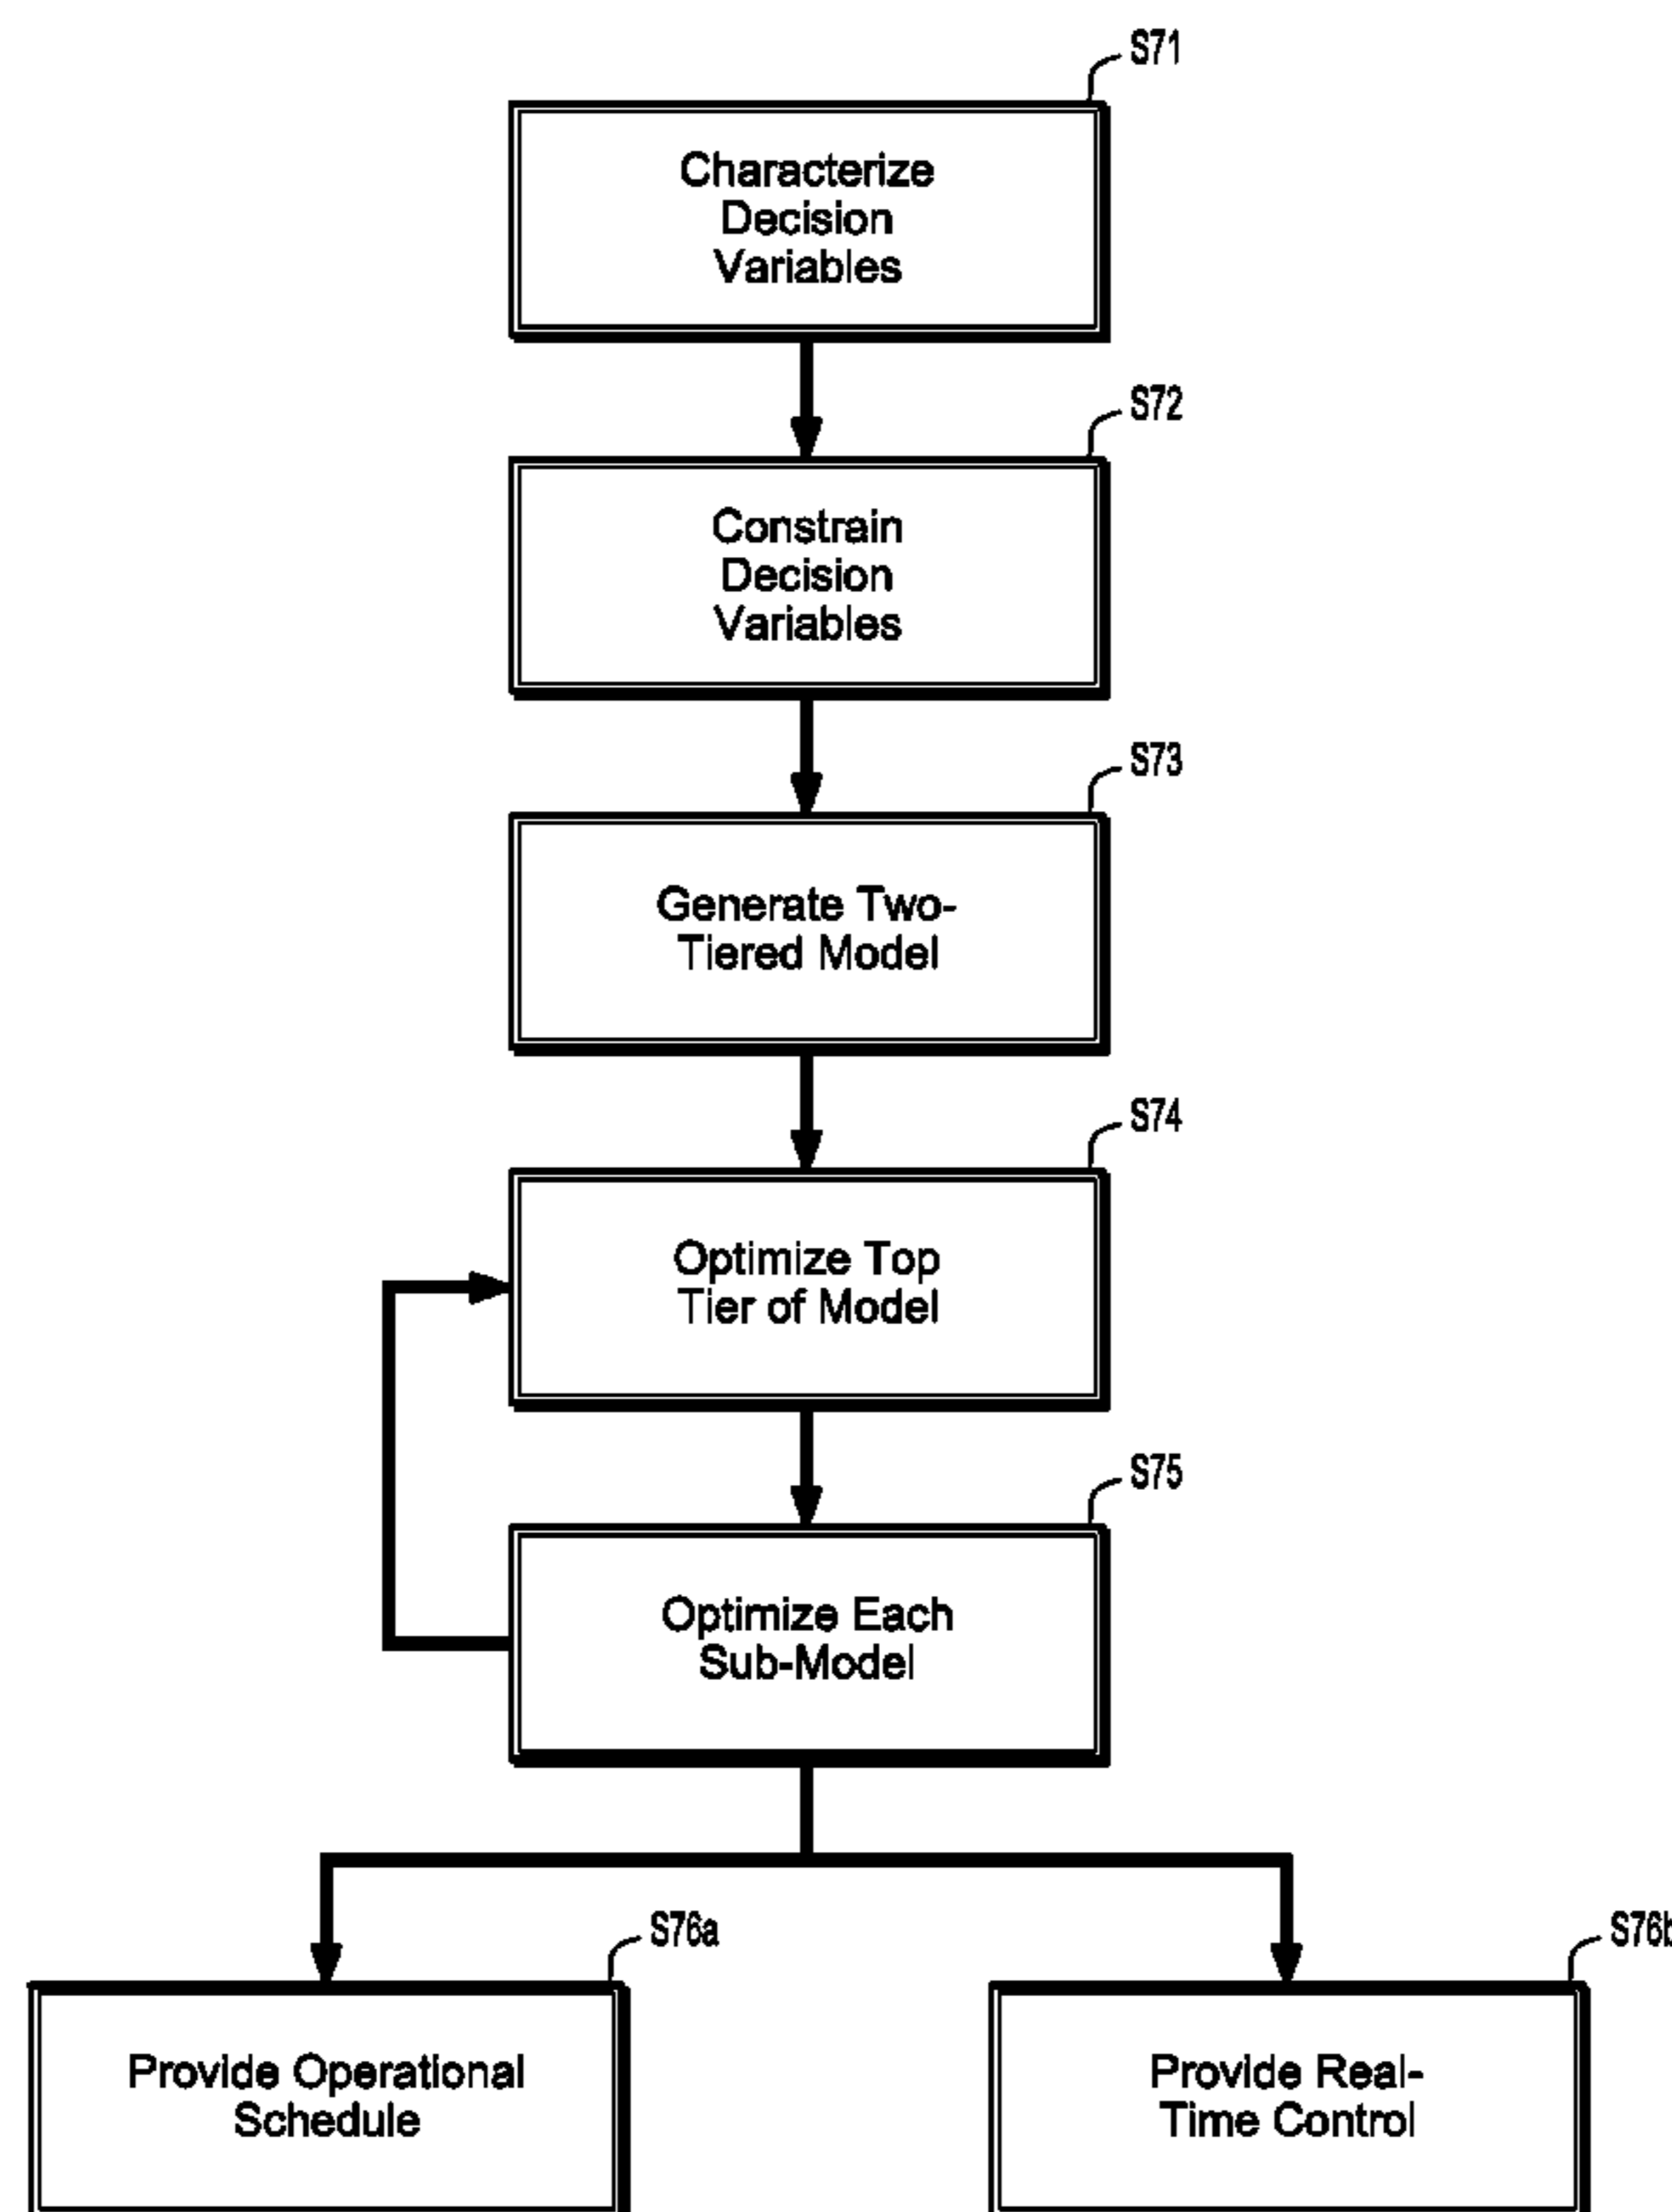 S71
Characterize
Decision
Variables
S72
Constrain
Decision
Variables
S73
Generate Two-
Tiered Model
S74
Optimize Top
Tier of Model
S75
Optimize Each
Sub-Model
S76a
S76b
Provide Operational
Schedule
Provide Real-
Time Control